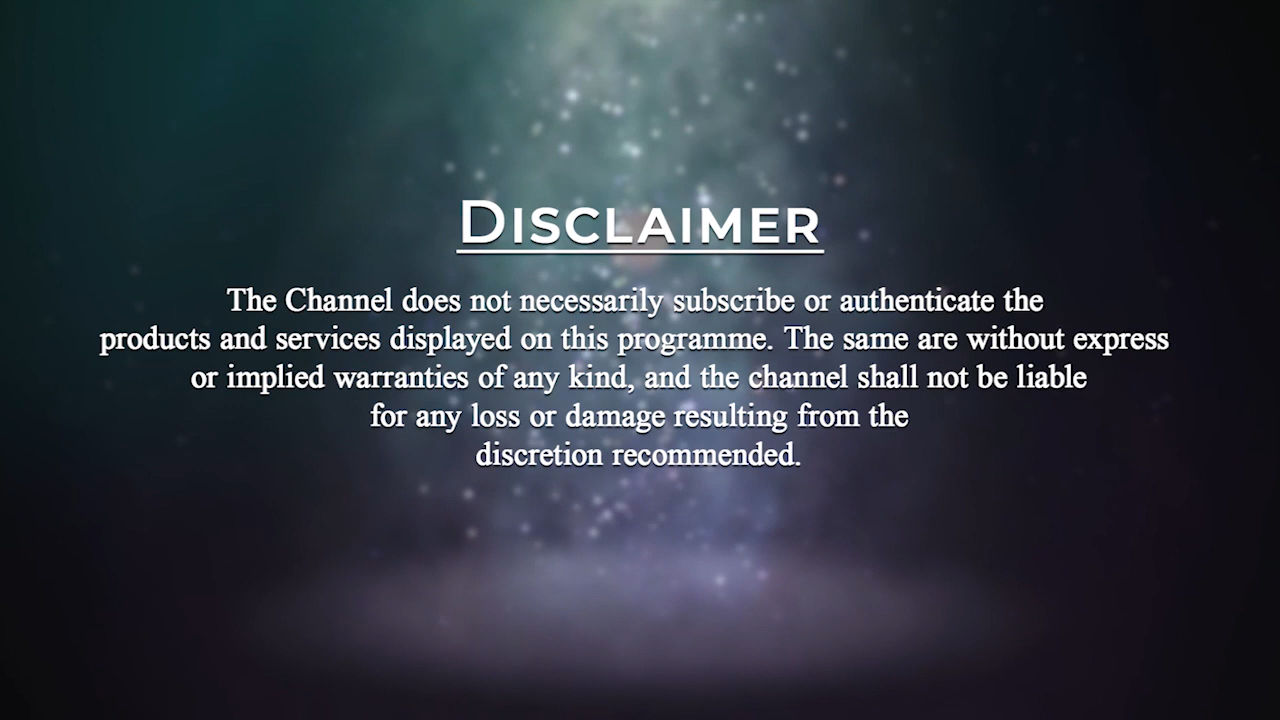 DISCLAIMER
The Channel does not necessarily subscribe or authenticate the
products and services displayed on this programme. The same are without express
or implied warranties of any kind, and the channel shall not be liable
for any loss or damage resulting from the
discretion recommended.